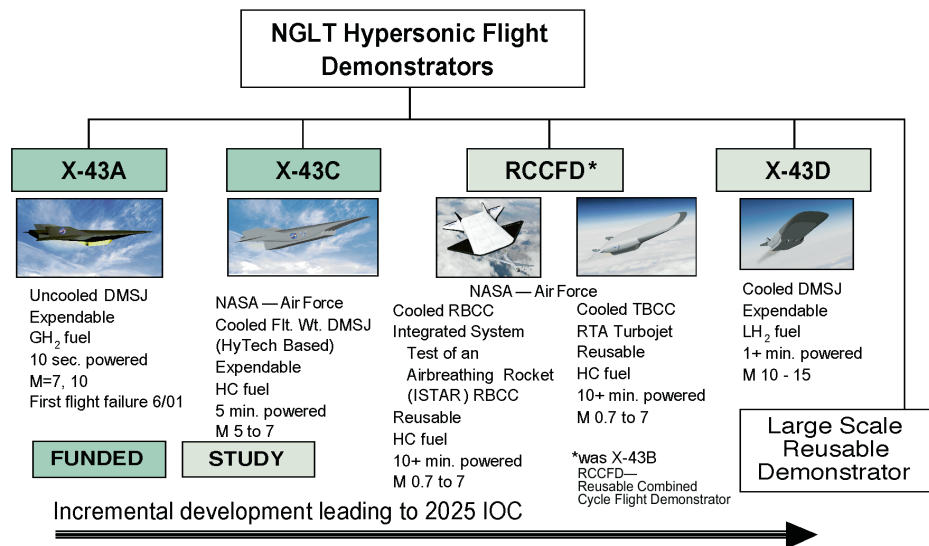 NGLT Hypersonic Flight
Demonstrators
X-43A
X-43C
RCCFD*
X-43D
Uncooled DMSJ
Expendable
GH2 fuel
10 sec. powered
M=7, 10
First flight failure 6/01
NASA — Air Force
Cooled Flt. Wt. DMSJ
(HyTech Based)
Expendable
HC fuel
5 min. powered
M 5 to 7
NASA — Air Force
Cooled RBCC
Integrated System
Test of an
Airbreathing Rocket
(ISTAR) RBCC
Reusable
HC fuel
10+ min. powered
M 0.7 to 7
Cooled TBCC
RTA Turbojet
Reusable
HC fuel
10+ min. powered
M 0.7 to 7
*was X-43B
RCCFD—
Reusable Combined
Cycle Flight Demonstrator
Cooled DMSJ
Expendable
LH2 fuel
1+ min. powered
M 10 - 15
Large Scale
Reusable
Demonstrator
FUNDED
STUDY
Incremental development leading to 2025 IOC